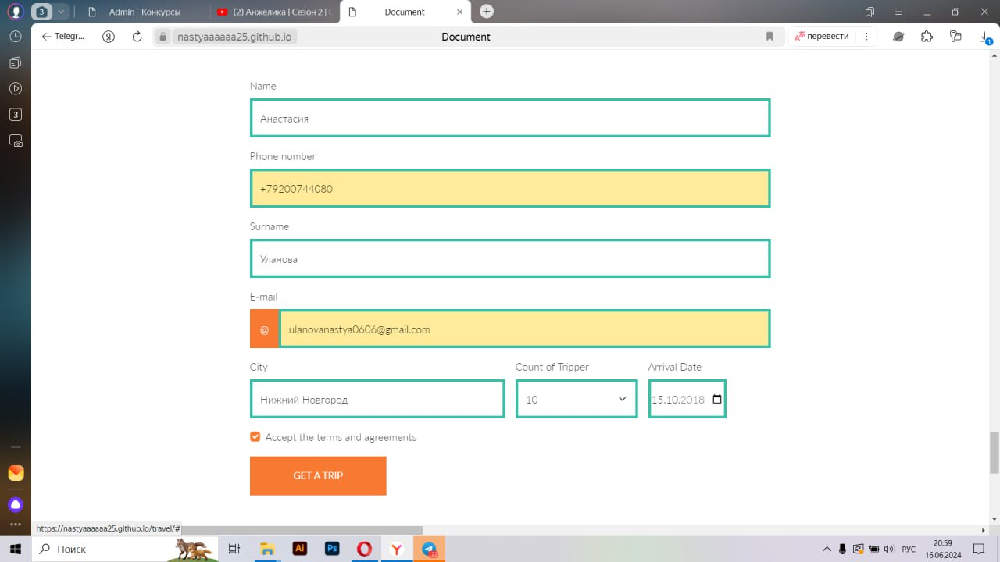 3
Admin - Конкурсы
(2) Анжелика | Сезон 2 |
Document
Telegr...
Я
nastyaaaaaa25.github.io
Document
перевести
1
3
Name
Анастасия
Phone number
+79200744080
Surname
Уланова
E-mail
@
ulanovanastya0606@gmail.com
City
Count of Tripper
Arrival Date
Нижний Новгород
10
15.10.2018
Accept the terms and agreements
GET A TRIP
https://nastyaaaaaa25.github.io/travel/#
Поиск
Ai
Ps
Y
22
РУС
20:59
16.06.2024